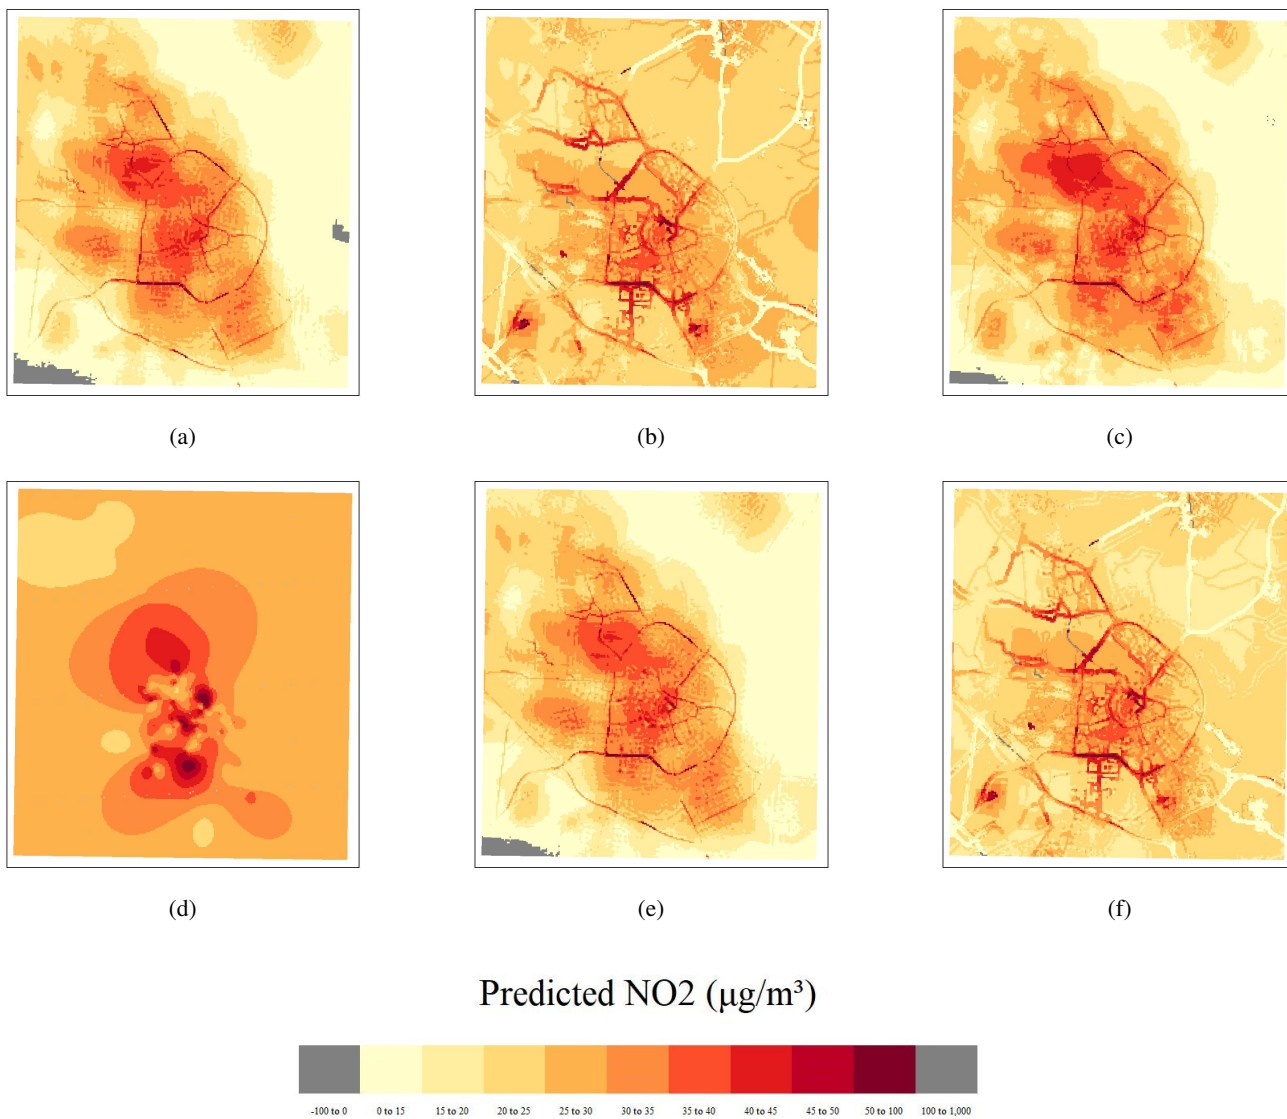 (a) (b) (c)
(d) (e) (f)
Predicted NO2 (μg/m³)
-100 to 0 0 to 15 15 to 20 20 to 25 25 to 30 30 to 35 35 to 40 40 to 45 45 to 50 50 to 100 100 to 1,000